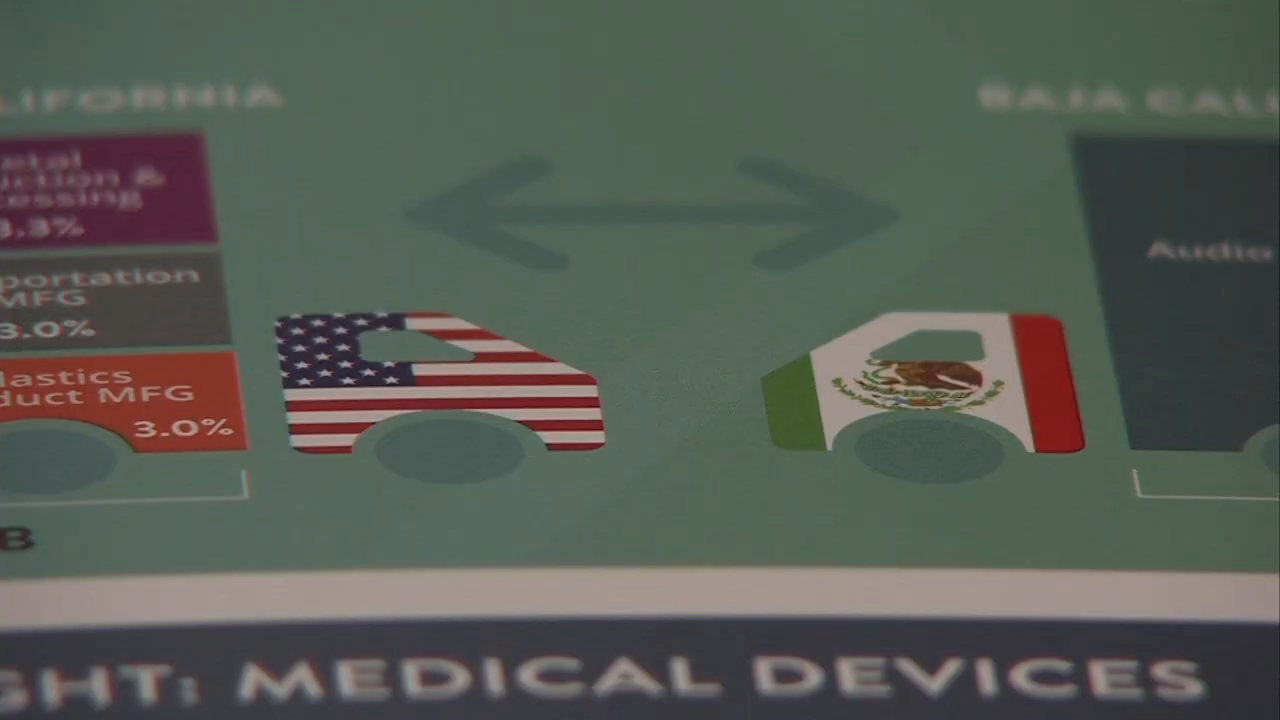 LIFORNIA
BAJA CALI
etal
uction &
cessing
3.3%
Audio
portation
MFG
3.0%
lastics
duct MFG
3.0%
B
GHT: MEDICAL DEVICES